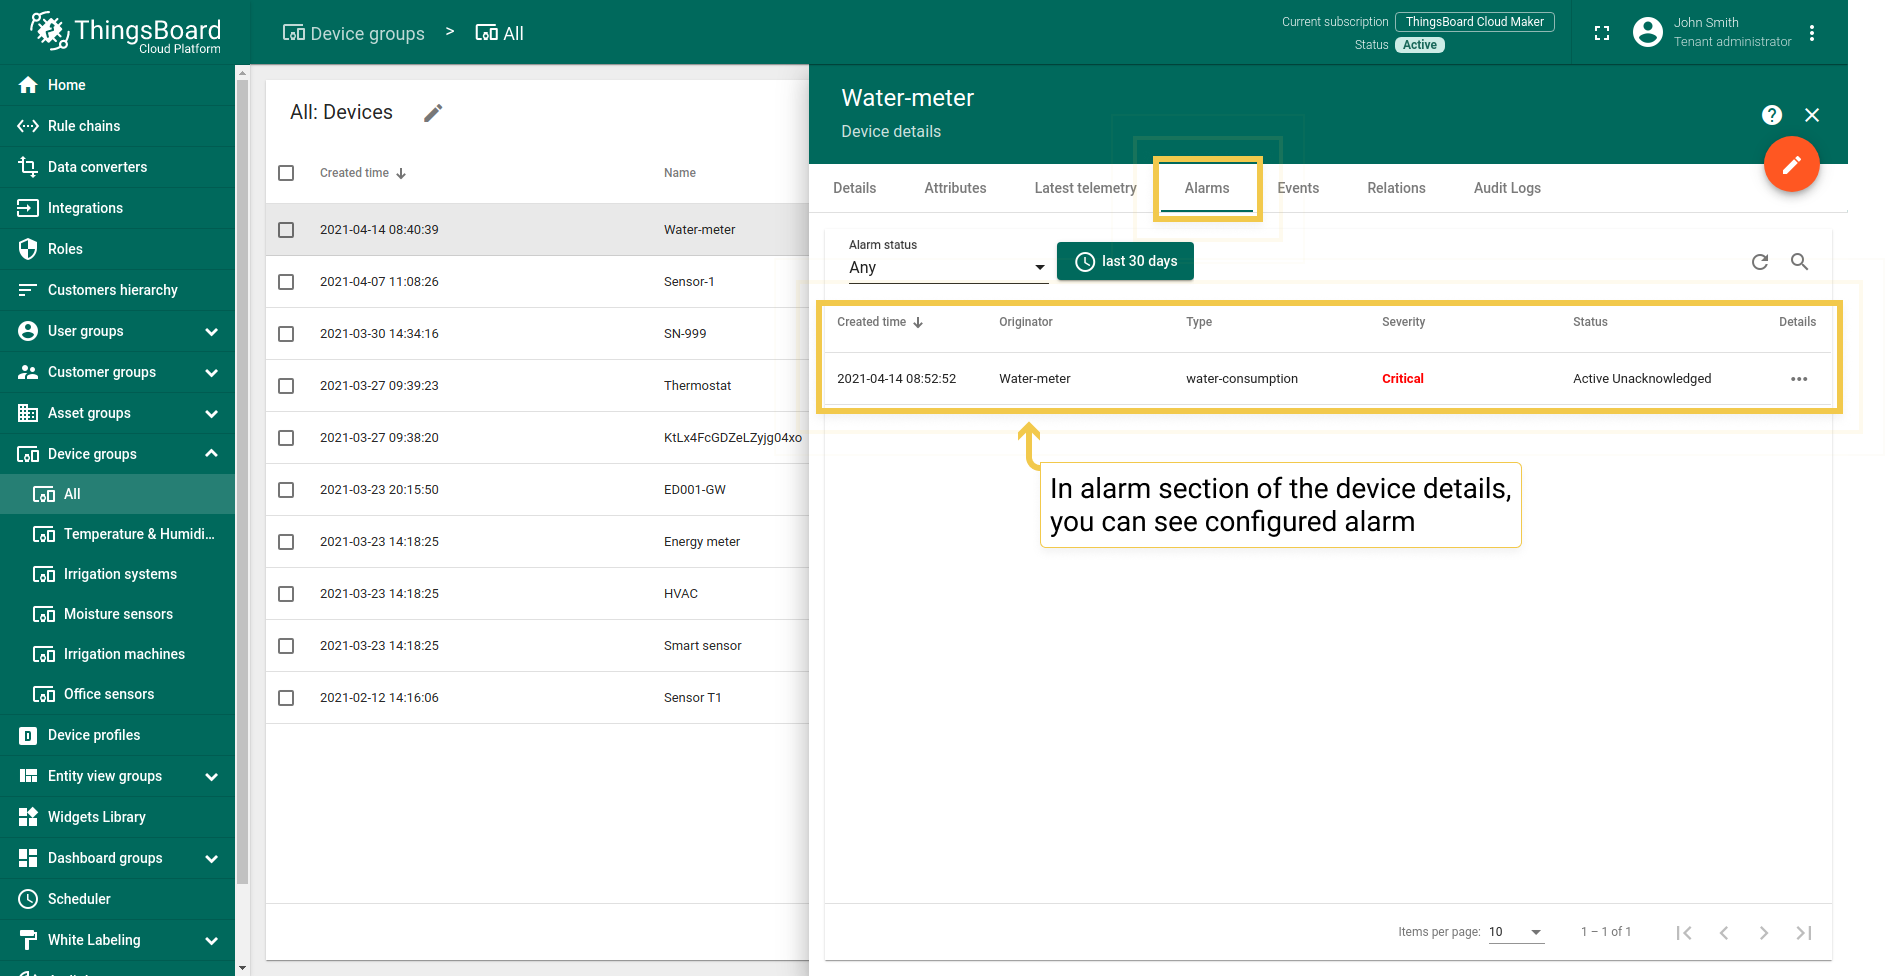 ThingsBoard
Cloud Platform
Device groups > All
Current subscription ThingsBoard Cloud Maker
Status Active
John Smith
Tenant administrator
Home
Rule chains
Data converters
Integrations
Roles
Customers hierarchy
User groups
Customer groups
Asset groups
Device groups
All
Temperature & Humidi...
Irrigation systems
Moisture sensors
Irrigation machines
Office sensors
Device profiles
Entity view groups
Widgets Library
Dashboard groups
Scheduler
White Labeling
All: Devices
Created time Name
2021-04-14 08:40:39 Water-meter
2021-04-07 11:08:26 Sensor-1
2021-03-30 14:34:16 SN-999
2021-03-27 09:39:23 Thermostat
2021-03-27 09:38:20 KtLx4FcGDZeLZyjg04xo
2021-03-23 20:15:50 ED001-GW
2021-03-23 14:18:25 Energy meter
2021-03-23 14:18:25 HVAC
2021-03-23 14:18:25 Smart sensor
2021-02-12 14:16:06 Sensor T1
Water-meter
Device details
Details Attributes Latest telemetry Alarms Events Relations Audit Logs
Alarm status
Any
last 30 days
Created time Originator Type Severity Status Details
2021-04-14 08:52:52 Water-meter water-consumption Critical Active Unacknowledged
In alarm section of the device details,
you can see configured alarm
Items per page: 10 1 – 1 of 1